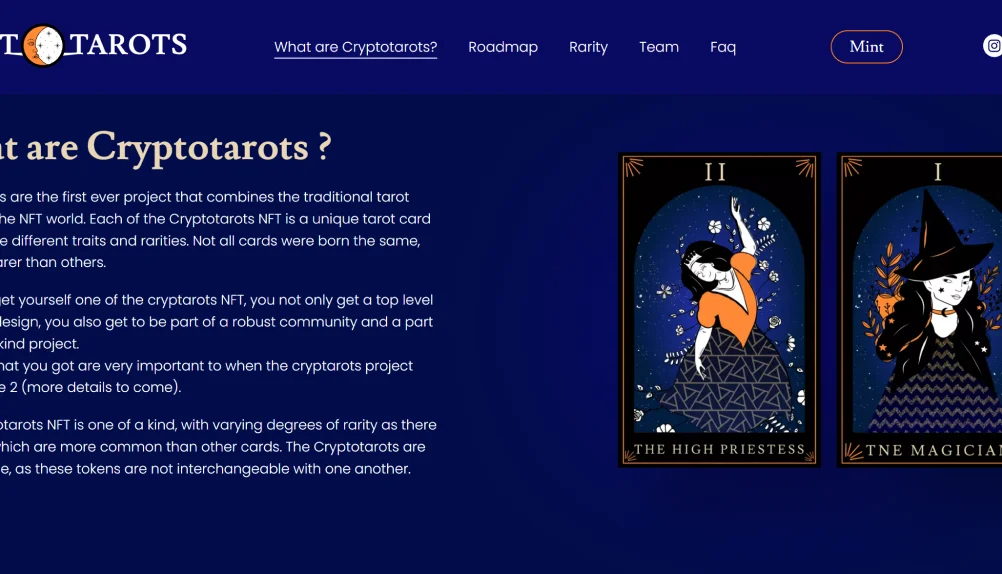 T TAROTS
What are Cryptotarots?
Roadmap
Rarity
Team
Faq
Mint
at are Cryptotarots ?
s are the first ever project that combines the traditional tarot
he NFT world. Each of the Cryptotarots NFT is a unique tarot card
e different traits and rarities. Not all cards were born the same,
arer than others.
get yourself one of the cryptarots NFT, you not only get a top level
design, you also get to be part of a robust community and a part
kind project.
hat you got are very important to when the cryptarots project
e 2 (more details to come).
otarots NFT is one of a kind, with varying degrees of rarity as there
which are more common than other cards. The Cryptotarots are
e, as these tokens are not interchangeable with one another.
II
THE HIGH PRIESTESS
I
TNE MAGICIAN